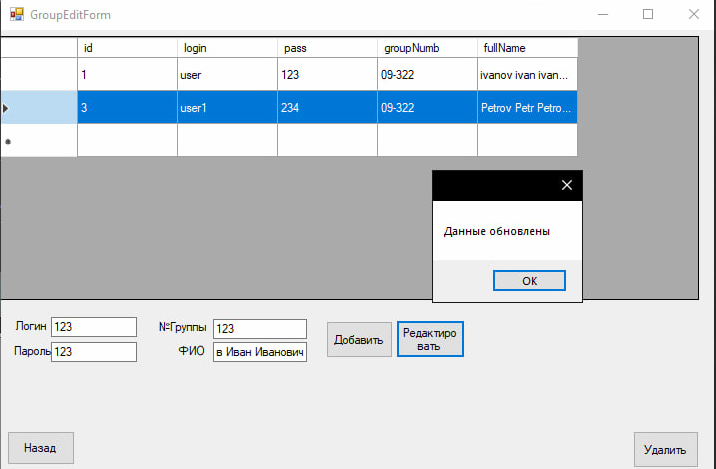 GroupEditForm
id login pass groupNumb fullName
1 user 123 09-322 ivanov ivan ivan...
3 user1 234 09-322 Petrov Petr Petro...
Данные обновлены
OK
Логин 123 №Группы 123 Добавить Редактиро
вать
Пароль 123 ФИО в Иван Иванович
Назад Удалить